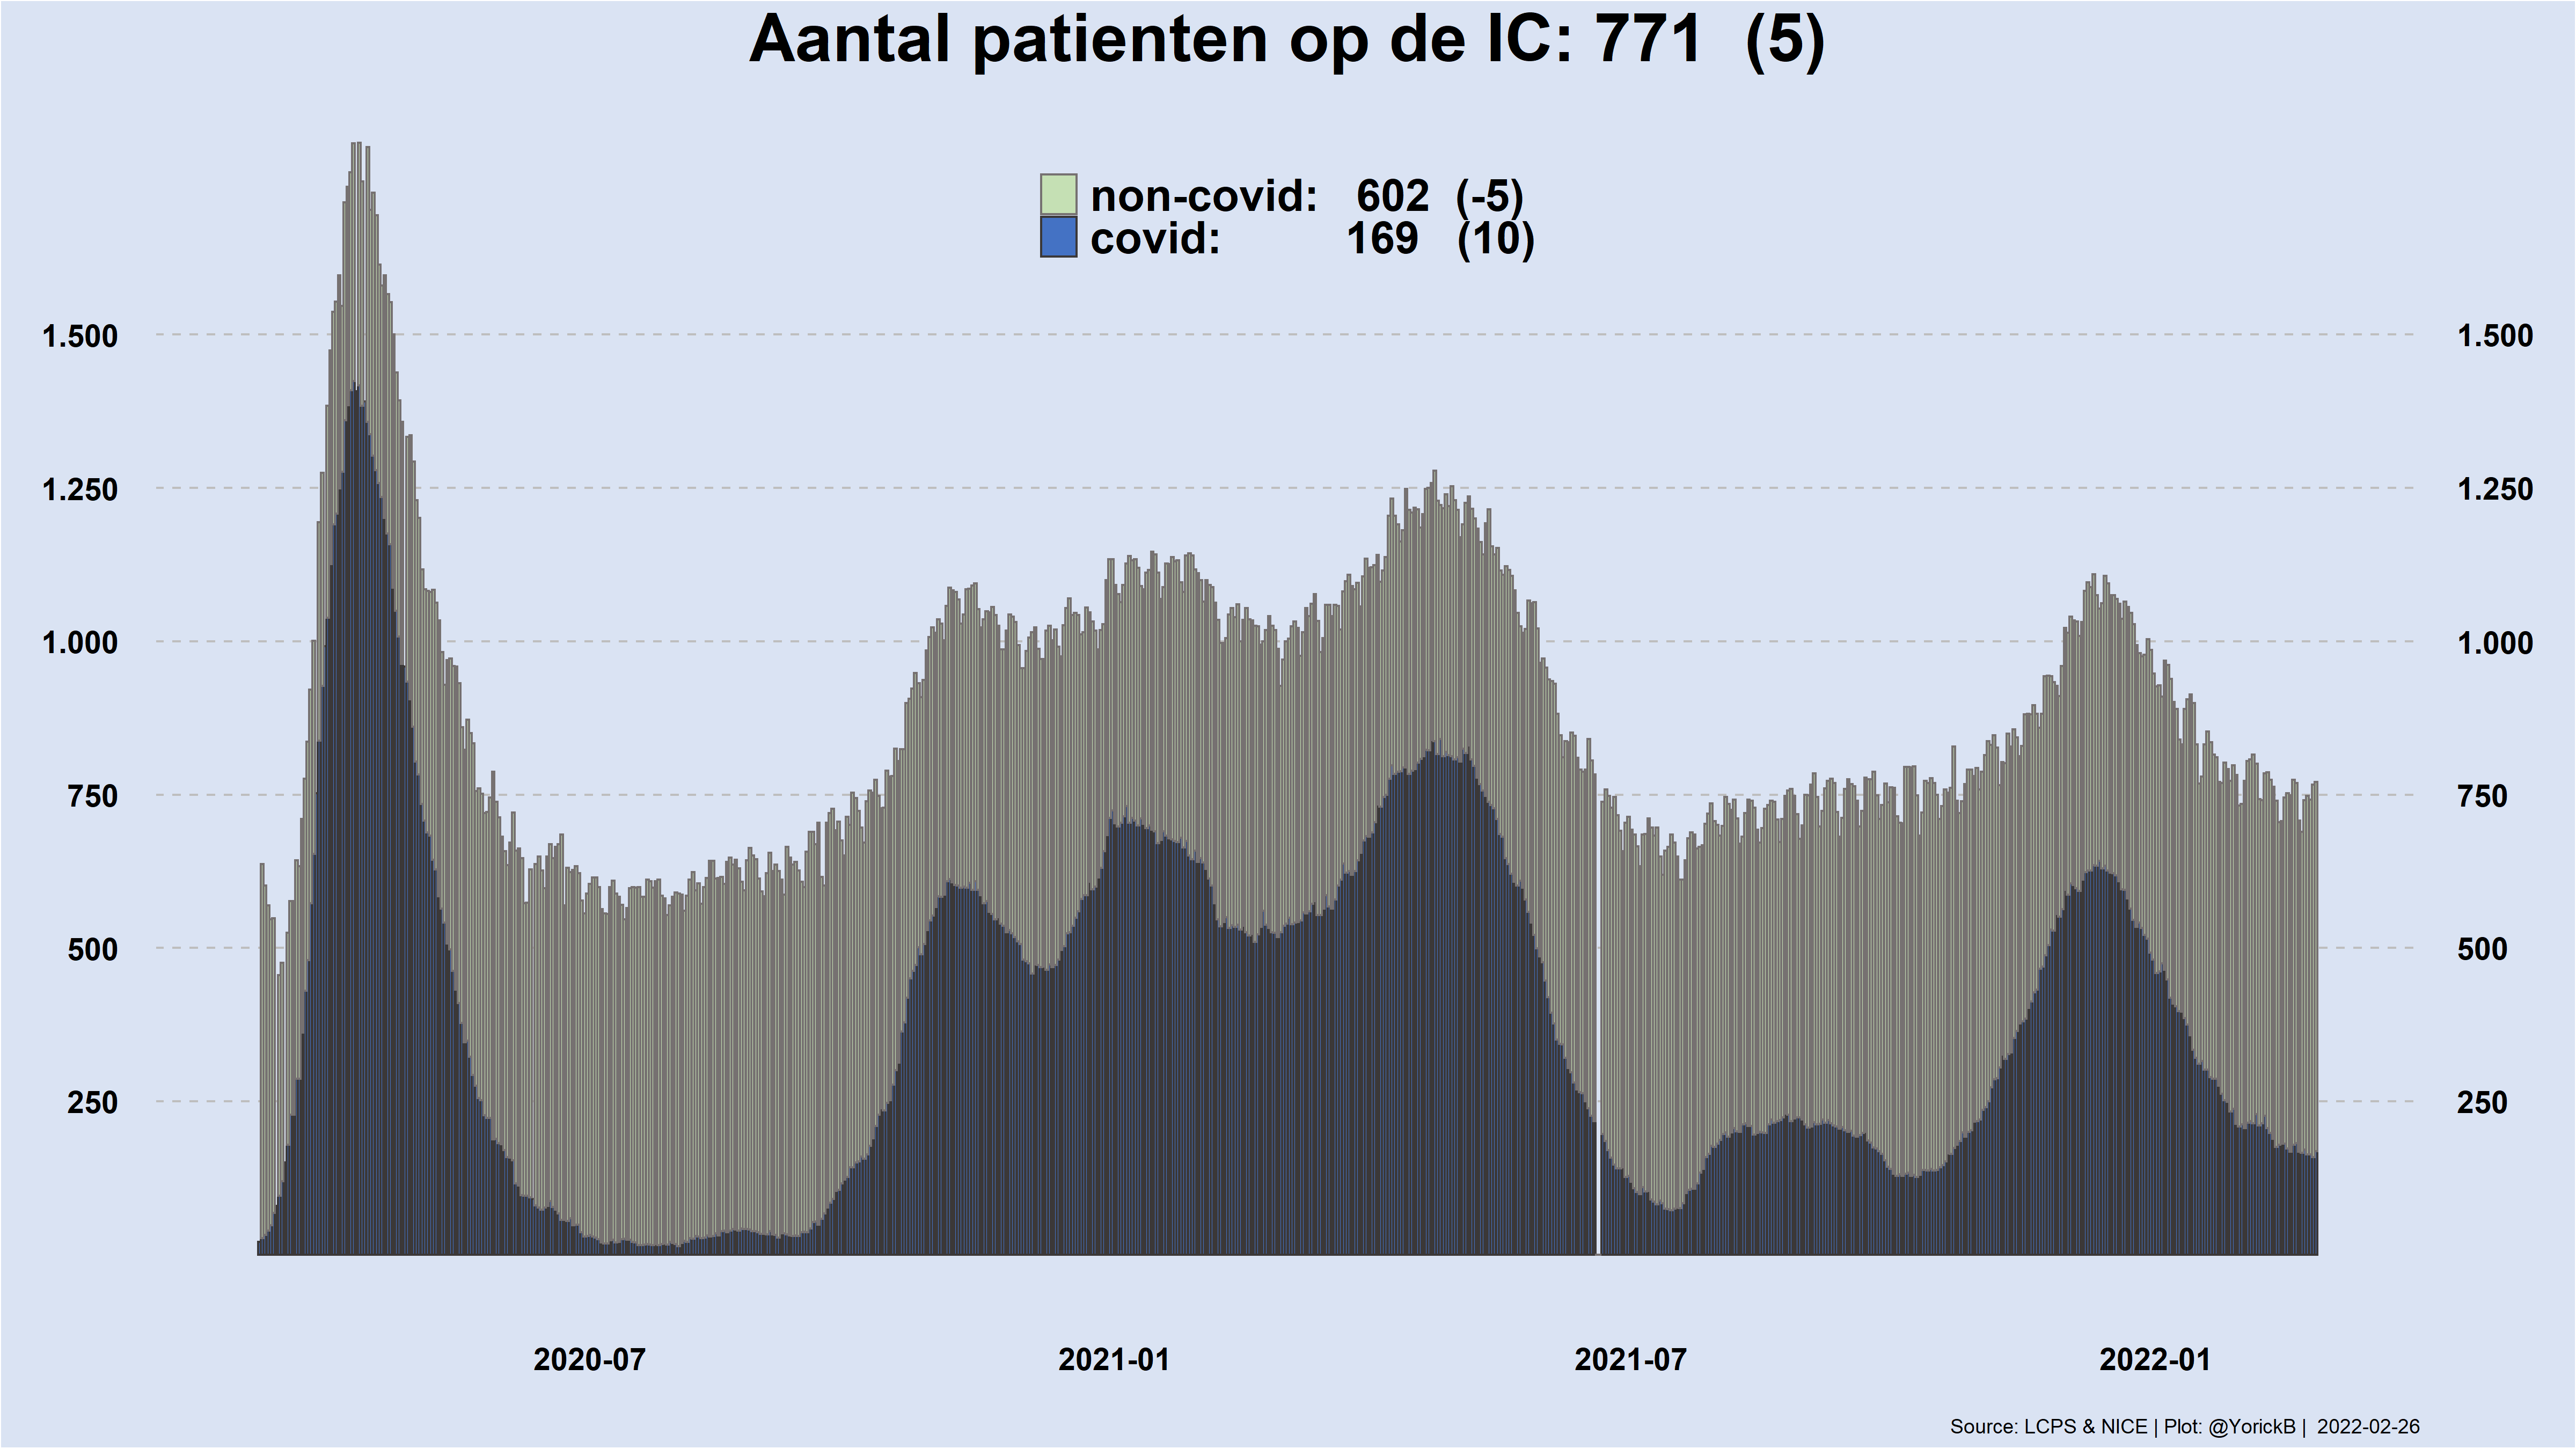 Aantal patienten op de IC: 771 (5)
non-covid: 602 (-5)
covid: 169 (10)
1.500 1.500
1.250 1.250
1.000 1.000
750 750
500 500
250 250
2020-07 2021-01 2021-07 2022-01
Source: LCPS & NICE | Plot: @YorickB | 2022-02-26